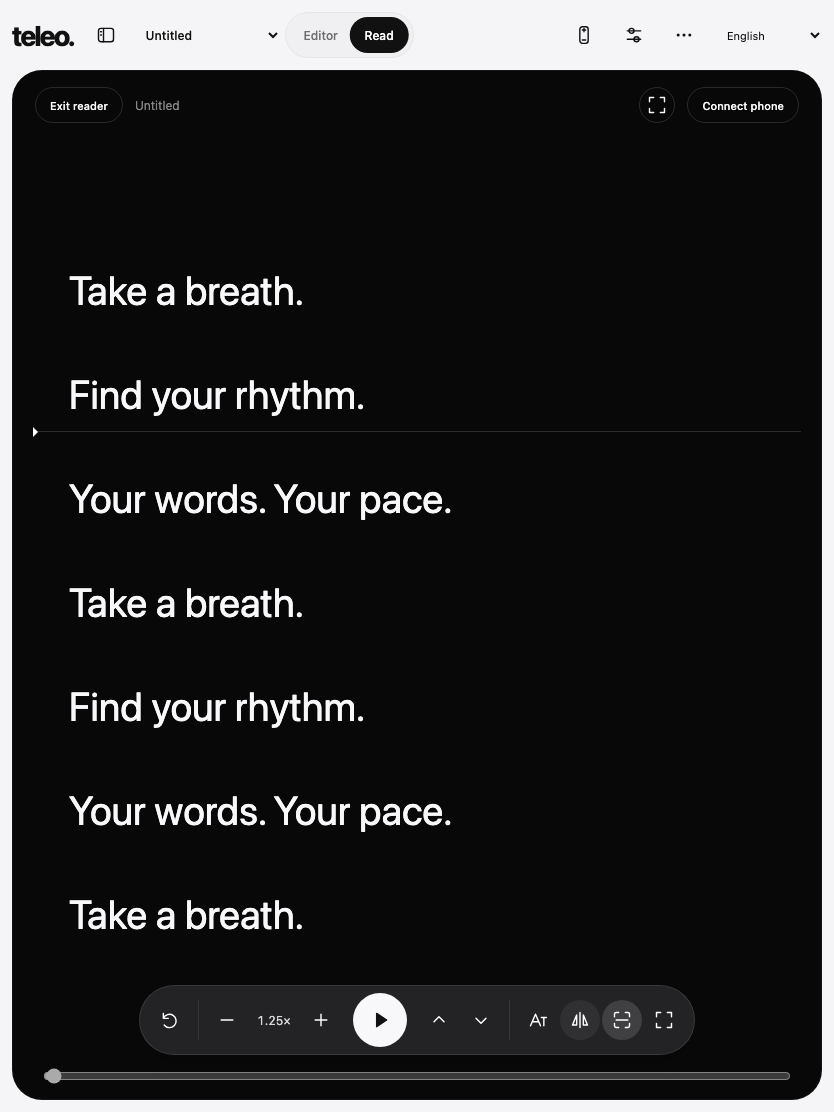 teleo.
Untitled
Editor
Read
English
Exit reader
Untitled
Connect phone
Take a breath.
Find your rhythm.
Your words. Your pace.
Take a breath.
Find your rhythm.
Your words. Your pace.
Take a breath.
1.25×
AT